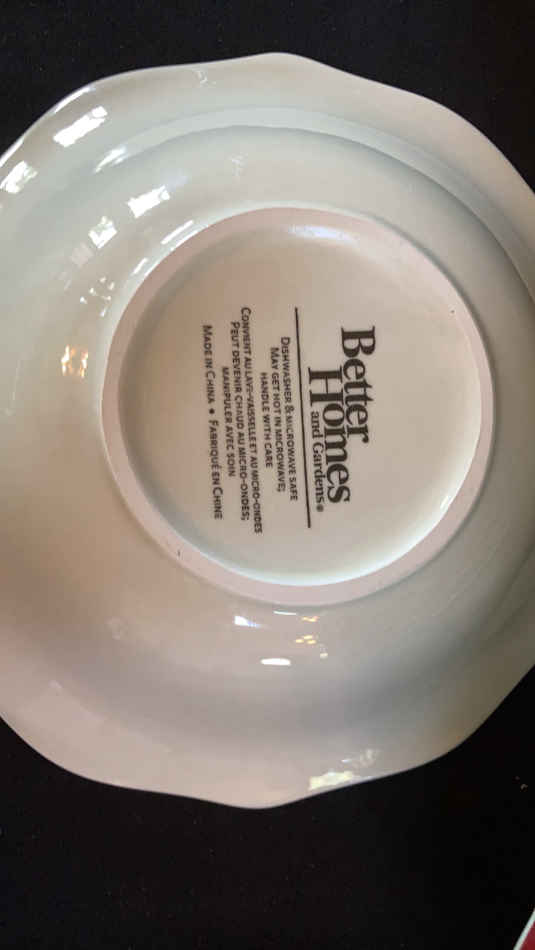 Better
Homes
and Gardens®
DISHWASHER & MICROWAVE SAFE
MAY GET HOT IN MICROWAVE;
HANDLE WITH CARE
CONVIENT AU LAVE-VAISSELLE ET AU MICRO-ONDES
PEUT DEVENIR CHAUD AU MICRO-ONDES;
MANIPULER AVEC SOIN
MADE IN CHINA • FABRIQUÉ EN CHINE